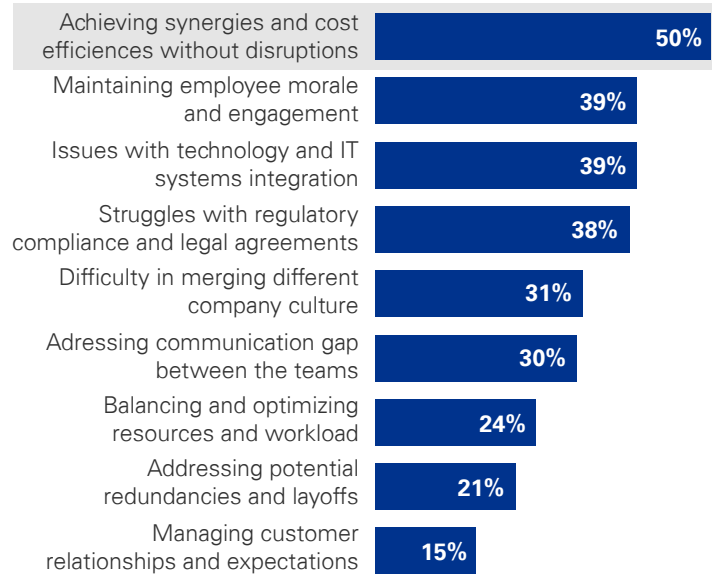 Achieving synergies and cost
efficiences without disruptions
50%
Maintaining employee morale
and engagement
39%
Issues with technology and IT
systems integration
39%
Struggles with regulatory
compliance and legal agreements
38%
Difficulty in merging different
company culture
31%
Adressing communication gap
between the teams
30%
Balancing and optimizing
resources and workload
24%
Addressing potential
redundancies and layoffs
21%
Managing customer
relationships and expectations
15%